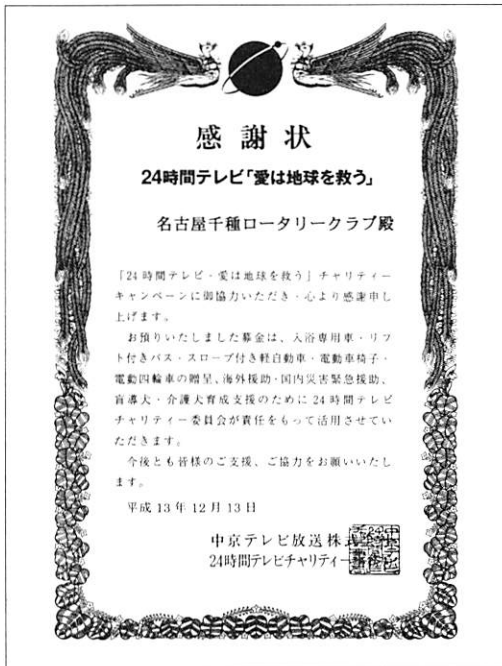 感謝状
24時間テレビ「愛は地球を救う」
名古屋千種ロータリークラブ殿
「24時間テレビ・愛は地球を救う」チャリティー
キャンペーンに御協力いただき・心より感謝申し
上げます。
お預りいたしました募金は、入浴専用車・リフ
ト付きバス・スロープ付き軽自動車・電動車椅子・
電動四輪車の贈呈、海外援助・国内災害緊急援助、
盲導犬・介護犬育成支援のために24時間テレビ
チャリティー委員会が責任をもって活用させてい
ただきます。
今後とも皆様のご支援、ご協力をお願いいたし
ます。
平成13年12月13日
中京テレビ放送株式
24時間テレビチャリティー